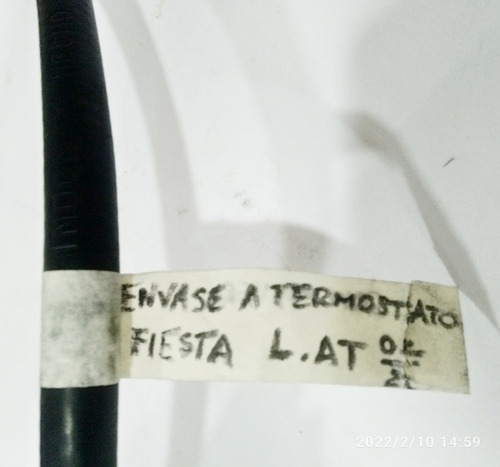 ENVASE A TERMOSTATO
FIESTA L.AT
2022/2/10 14:59